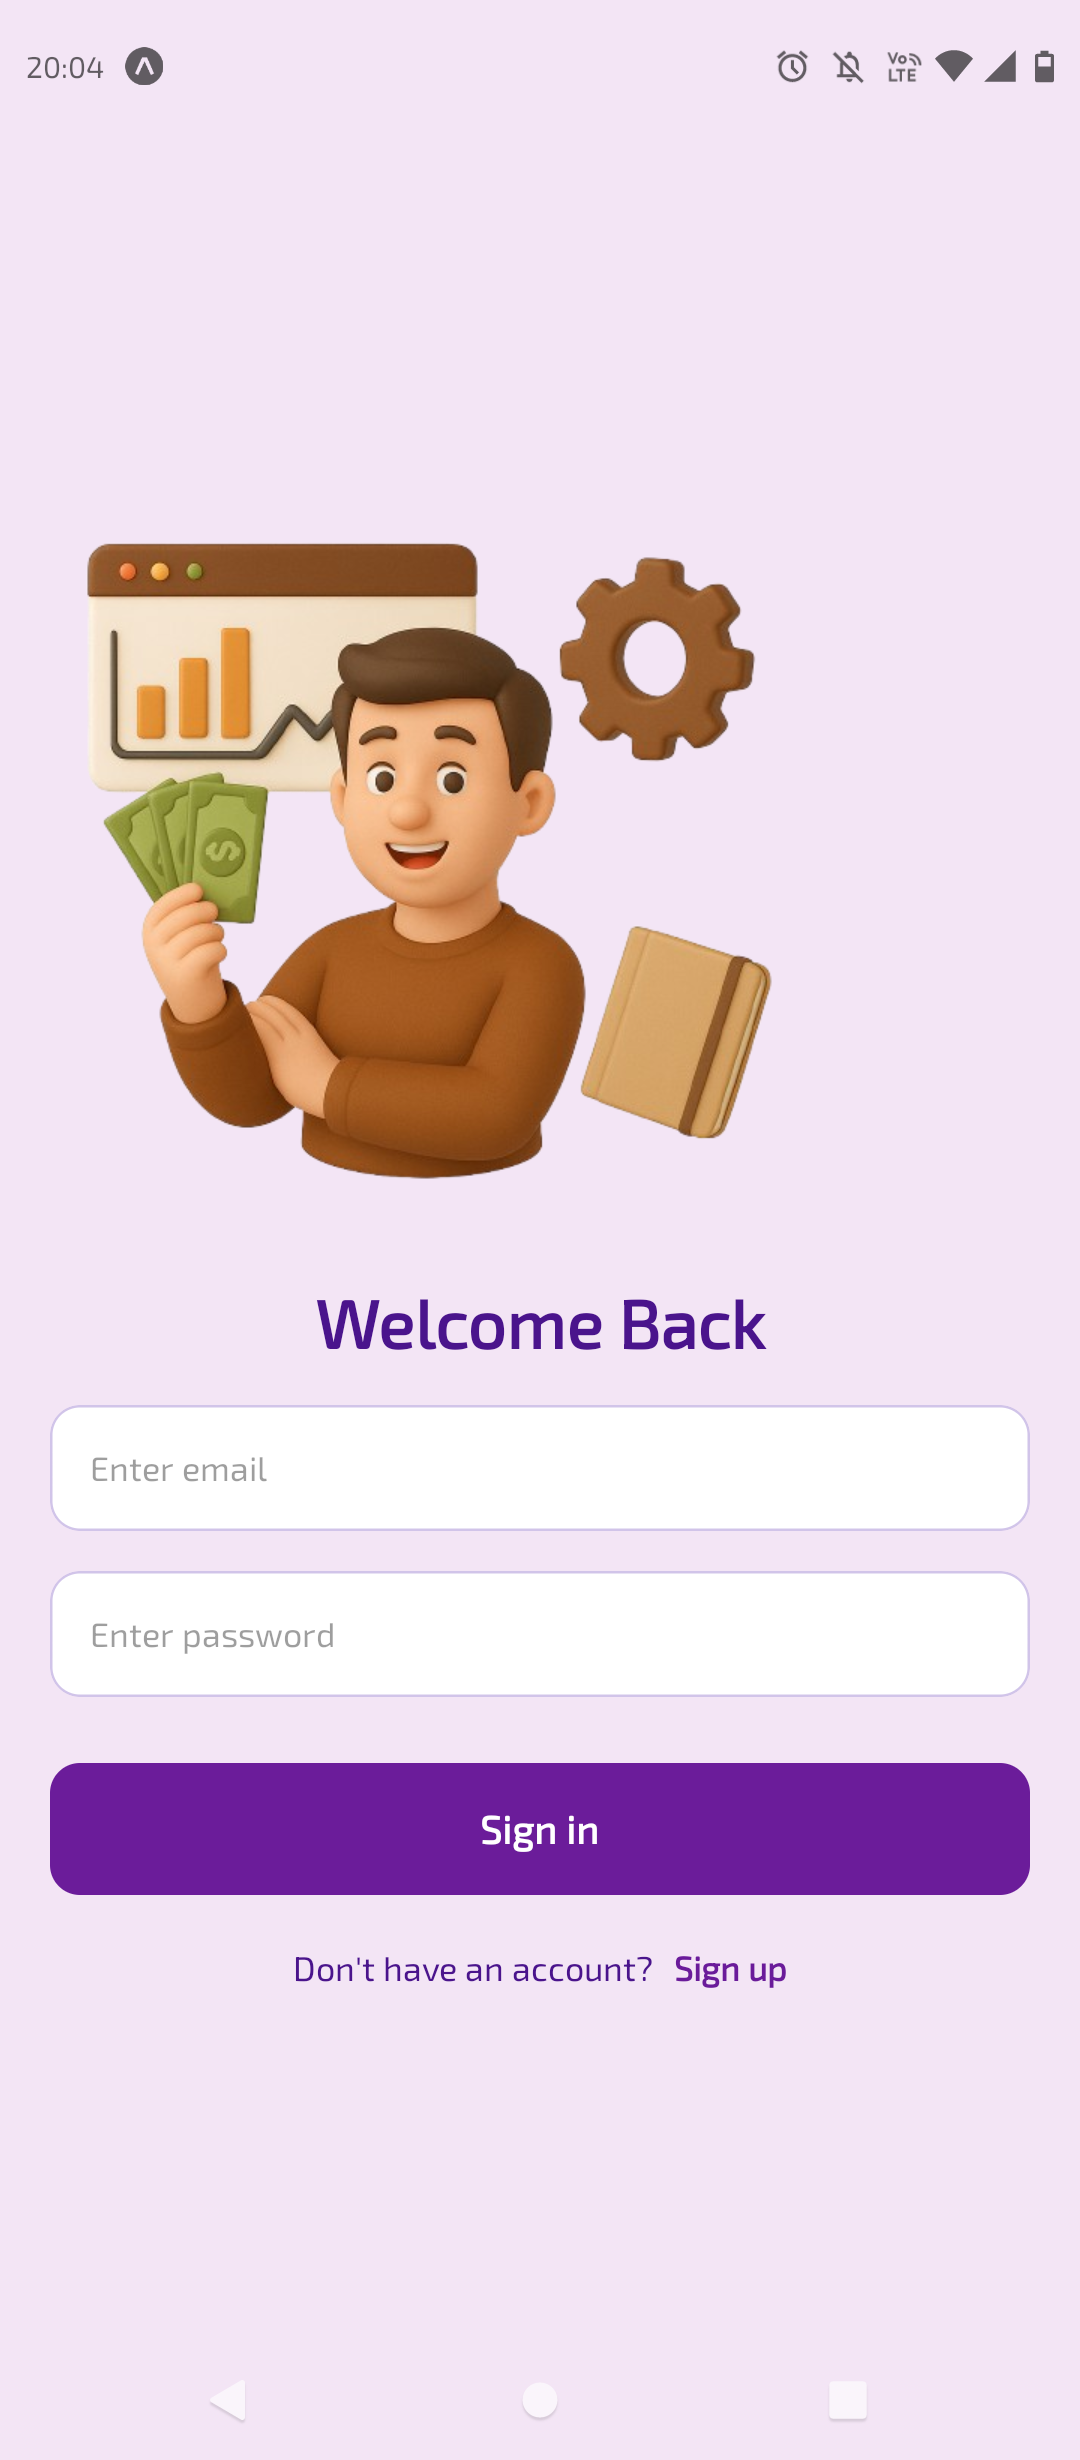 20:04
Vo LTE
$
Welcome Back
Enter email
Enter password
Sign in
Don't have an account? Sign up